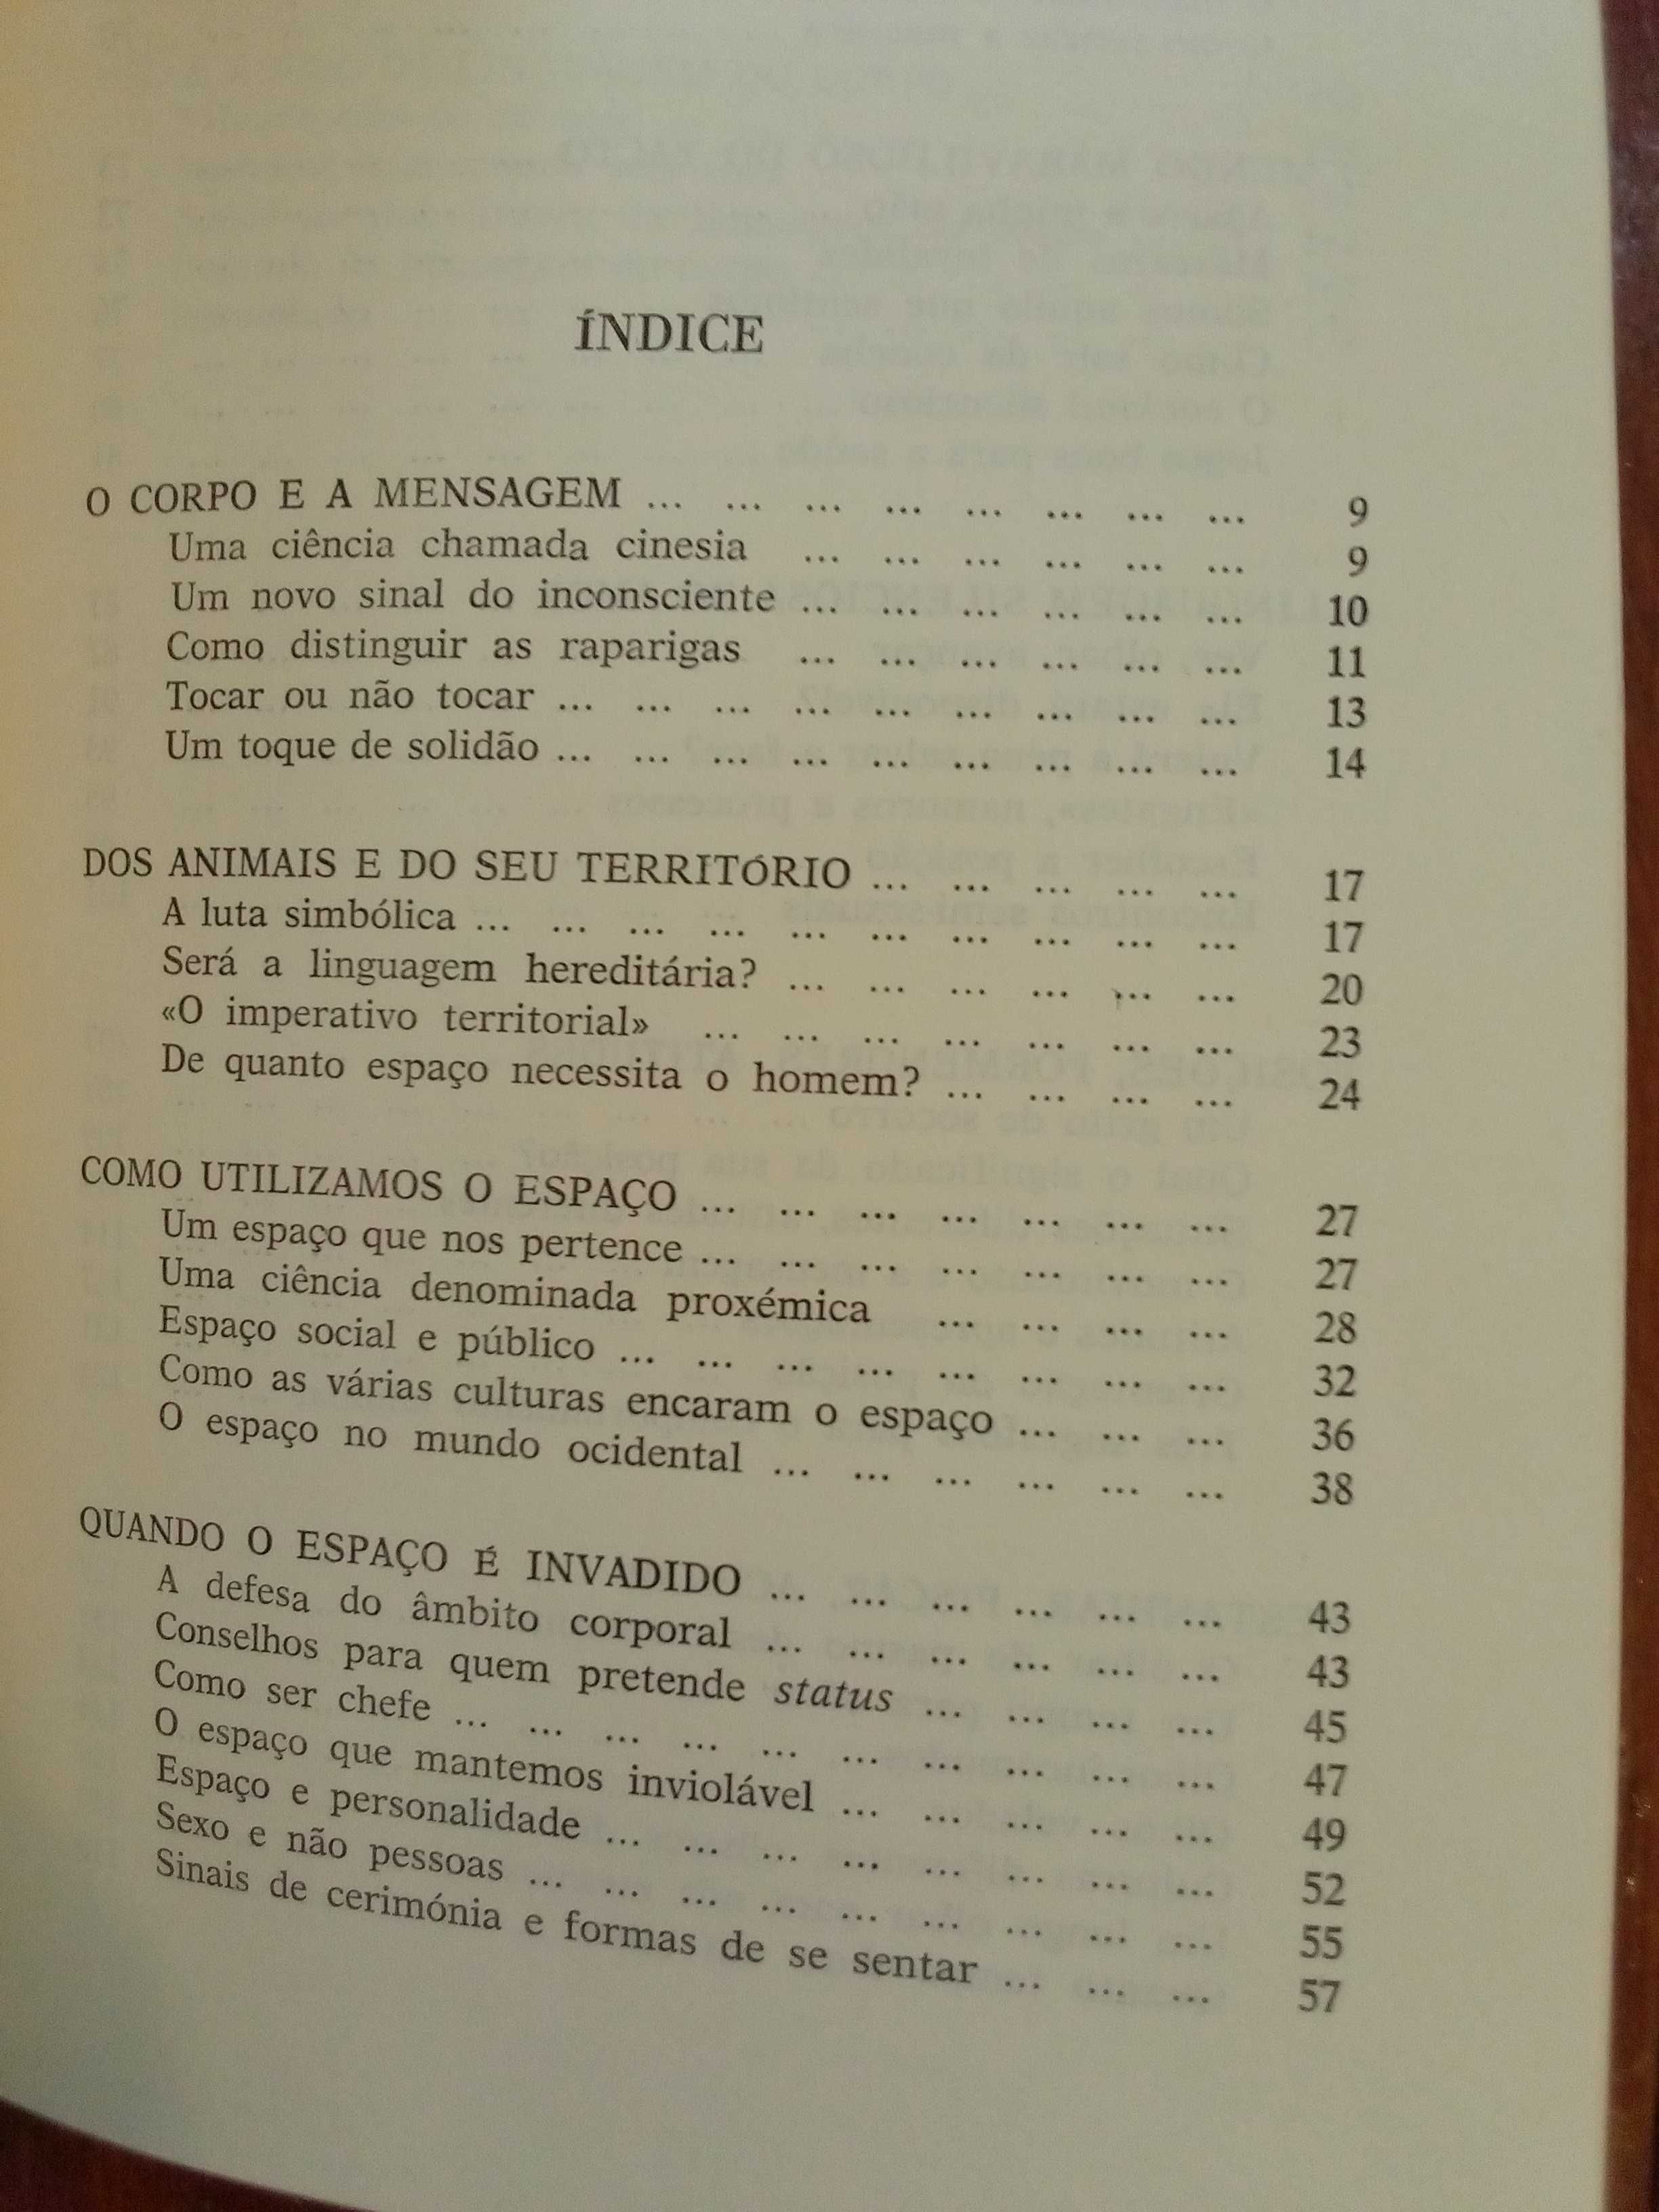 ÍNDICE
O CORPO E A MENSAGEM ... ... ... ... ... ... ... ... 9
Uma ciência chamada cinesia ... ... ... ... ... ... 9
Um novo sinal do inconsciente ... ... ... ... ... ... 10
Como distinguir as raparigas ... ... ... ... ... ... 11
Tocar ou não tocar ... ... ... ... ... ... ... ... ... 13
Um toque de solidão ... ... ... ... ... ... ... ... ... 14
DOS ANIMAIS E DO SEU TERRITÓRIO ... ... ... ... ... 17
A luta simbólica ... ... ... ... ... ... ... ... ... ... 17
Será a linguagem hereditária? ... ... ... ... ... ... 20
«O imperativo territorial» ... ... ... ... ... ... ... 23
De quanto espaço necessita o homem? ... ... ... ... 24
COMO UTILIZAMOS O ESPAÇO ... ... ... ... ... ... ... 27
Um espaço que nos pertence ... ... ... ... ... ... ... 27
Uma ciência denominada proxémica ... ... ... ... 28
Espaço social e público ... ... ... ... ... ... ... ... 32
Como as várias culturas encaram o espaço ... ... ... 36
O espaço no mundo ocidental ... ... ... ... ... ... 38
QUANDO O ESPAÇO É INVADIDO ... ... ... ... ... ... 43
A defesa do âmbito corporal ... ... ... ... ... ... 43
Conselhos para quem pretende status ... ... ... ... 45
Como ser chefe ... ... ... ... ... ... ... ... ... ... 47
O espaço que mantemos inviolável ... ... ... ... ... 49
Espaço e personalidade ... ... ... ... ... ... ... ... 52
Sexo e não pessoas ... ... ... ... ... ... ... ... ... 55
Sinais de cerimónia e formas de se sentar ... ... ... 57